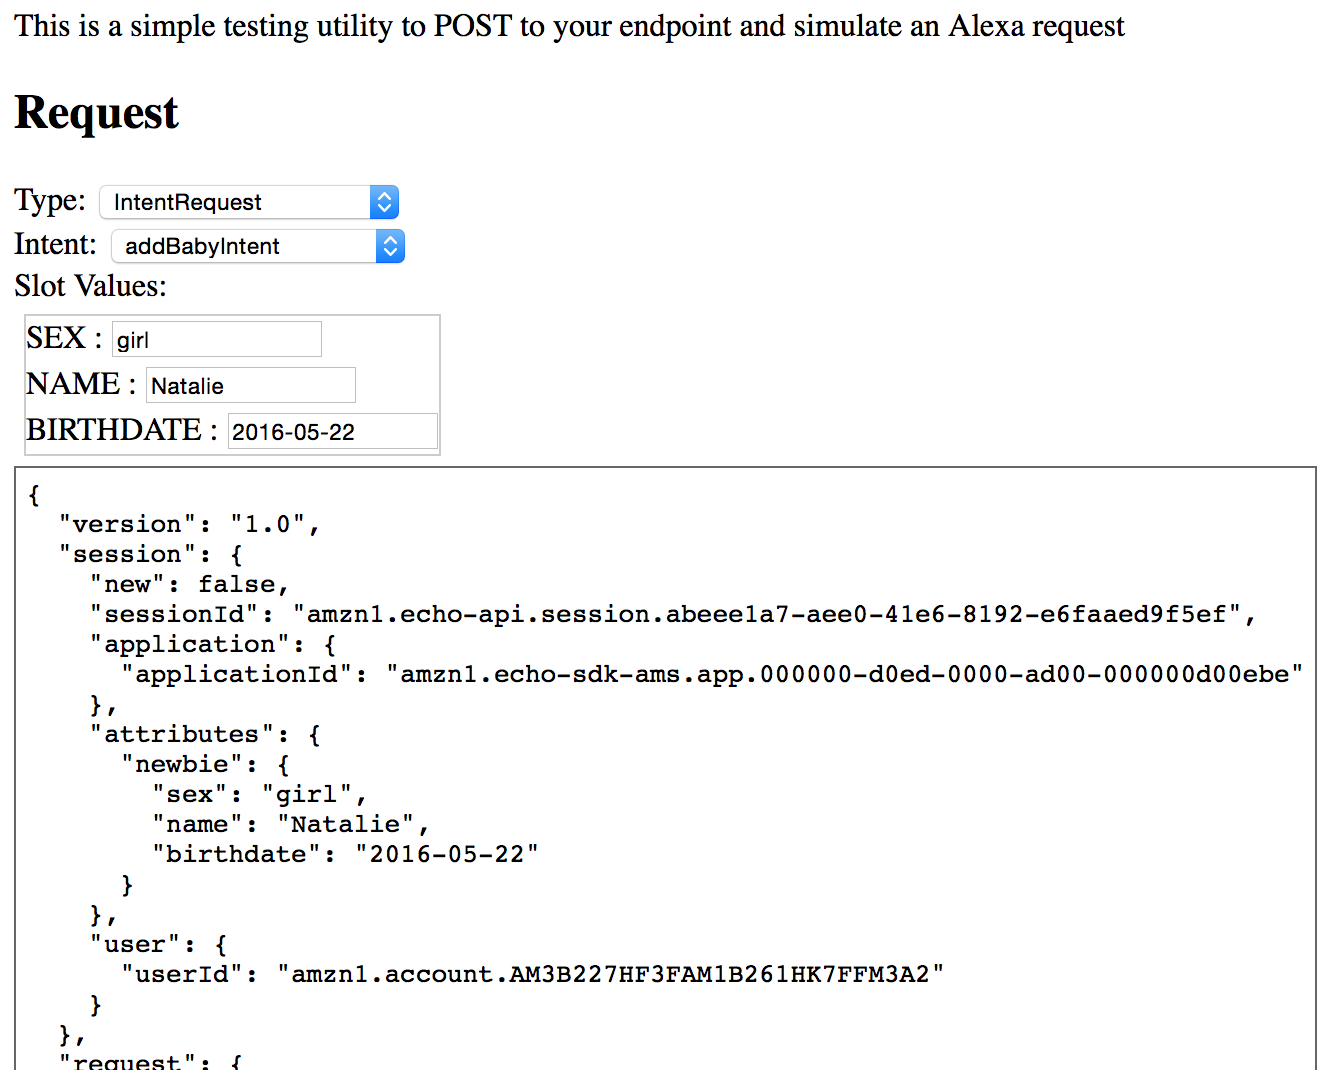 This is a simple testing utility to POST to your endpoint and simulate an Alexa request
Request
Type: IntentRequest
Intent: addBabyIntent
Slot Values:
SEX : girl
NAME : Natalie
BIRTHDATE : 2016-05-22
{
  "version": "1.0",
  "session": {
    "new": false,
    "sessionId": "amzn1.echo-api.session.abeee1a7-aee0-41e6-8192-e6faaed9f5ef",
    "application": {
      "applicationId": "amzn1.echo-sdk-ams.app.000000-d0ed-0000-ad00-000000d00ebe"
    },
    "attributes": {
      "newbie": {
        "sex": "girl",
        "name": "Natalie",
        "birthdate": "2016-05-22"
      }
    },
    "user": {
      "userId": "amzn1.account.AM3B227HF3FAM1B261HK7FFM3A2"
    }
  },
  "request": {